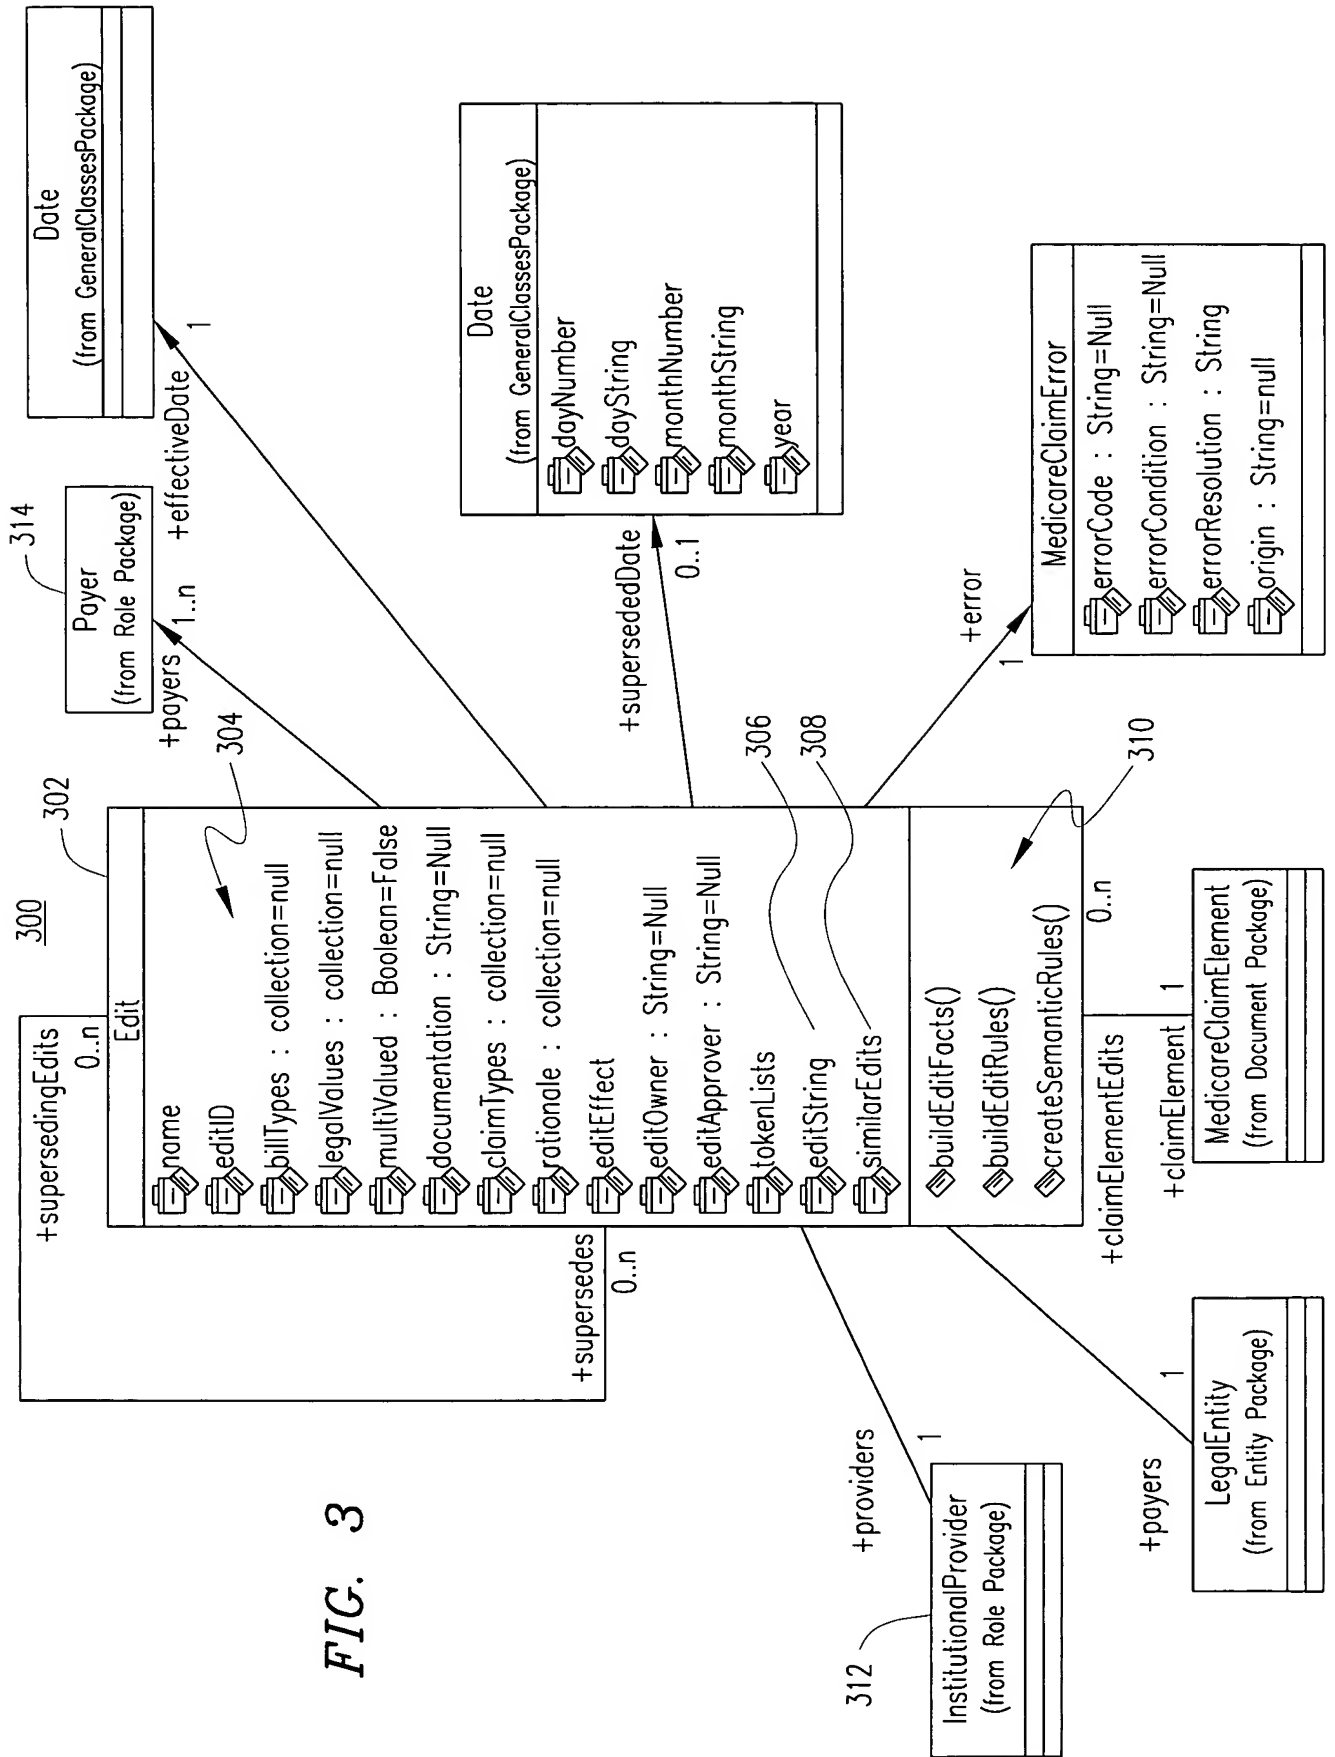 FIG. 3
300
302
+supersedingEdits
0..n
Edit
name
editID
billTypes : collection=null
legalValues : collection=null
multiValued : Boolean=False
documentation : String=Null
claimTypes : collection=null
rationale : collection=null
editEffect
editOwner : String=Null
editApprover : String=Null
tokenLists
editString
similarEdits
buildEditFacts()
buildEditRules()
createSemanticRules()
304
306
308
310
+supersedes
0..n
314
Payer
(from Role Package)
+payers
1..n
Date
(from GeneralClassesPackage)
+effectiveDate
1
Date
(from GeneralClassesPackage)
dayNumber
dayString
monthNumber
monthString
year
+supersededDate
0..1
MedicareClaimError
errorCode : String=Null
errorCondition : String=Null
errorResolution : String
origin : String=null
+error
1
0..n
+claimElementEdits
+claimElement
1
MedicareClaimElement
(from Document Package)
+providers
1
312
InstitutionalProvider
(from Role Package)
+payers
1
LegalEntity
(from Entity Package)